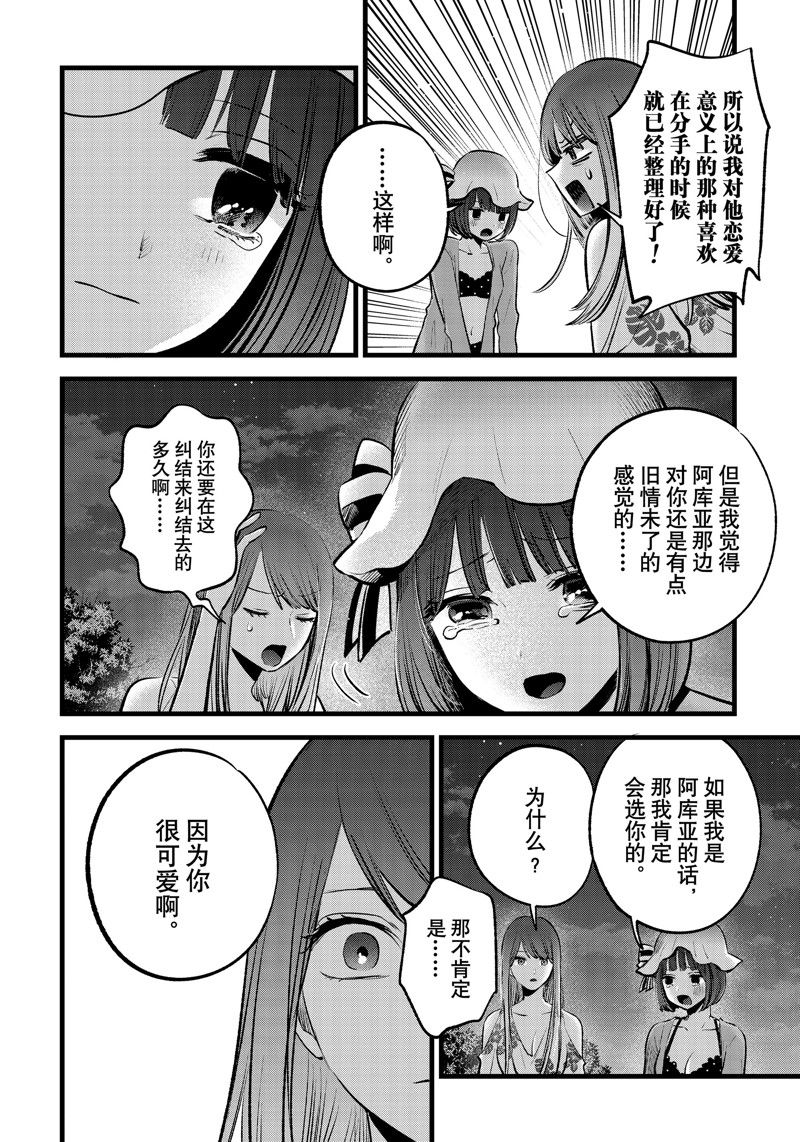 所以说我对他恋爱
意义上的那种喜欢
在分手的时候
就已经整理好了！
……这样啊。
但是我觉得
阿库亚那边
对你还是有点
旧情未了的
感觉的……
你还要在这
纠结来纠结去的
多久啊……
如果我是
阿库亚的话，
那我肯定
会选你的。
为什么？
那不肯定
是……
因为你
很可爱啊。